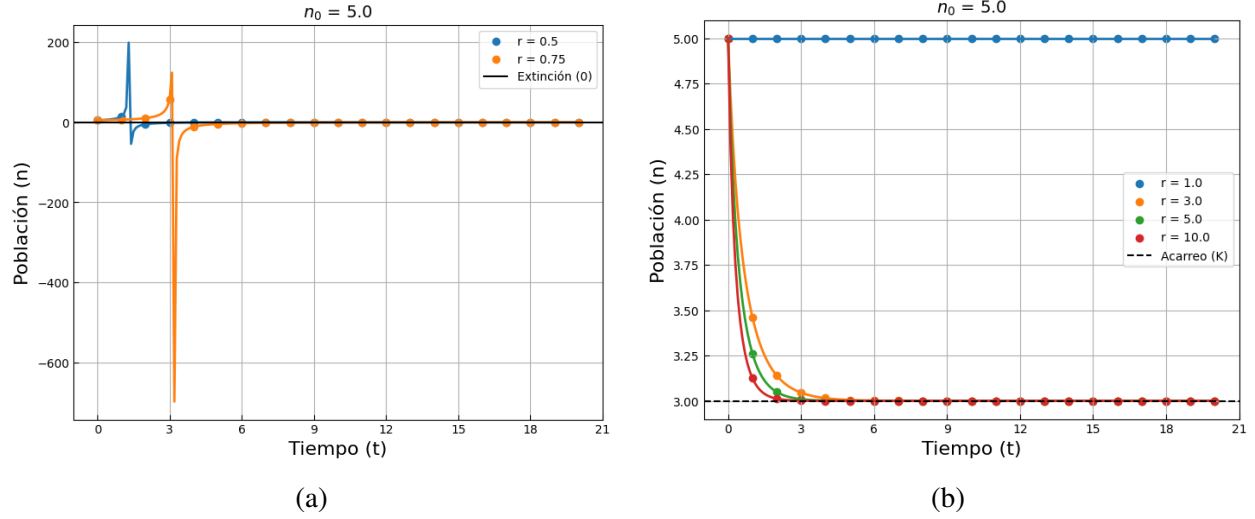 n₀ = 5.0
200
0
−200
−400
−600
Población (n)
r = 0.5
r = 0.75
Extinción (0)
0 3 6 9 12 15 18 21
Tiempo (t)
(a)
n₀ = 5.0
5.00
4.75
4.50
4.25
4.00
3.75
3.50
3.25
3.00
Población (n)
r = 1.0
r = 3.0
r = 5.0
r = 10.0
Acarreo (K)
0 3 6 9 12 15 18 21
Tiempo (t)
(b)